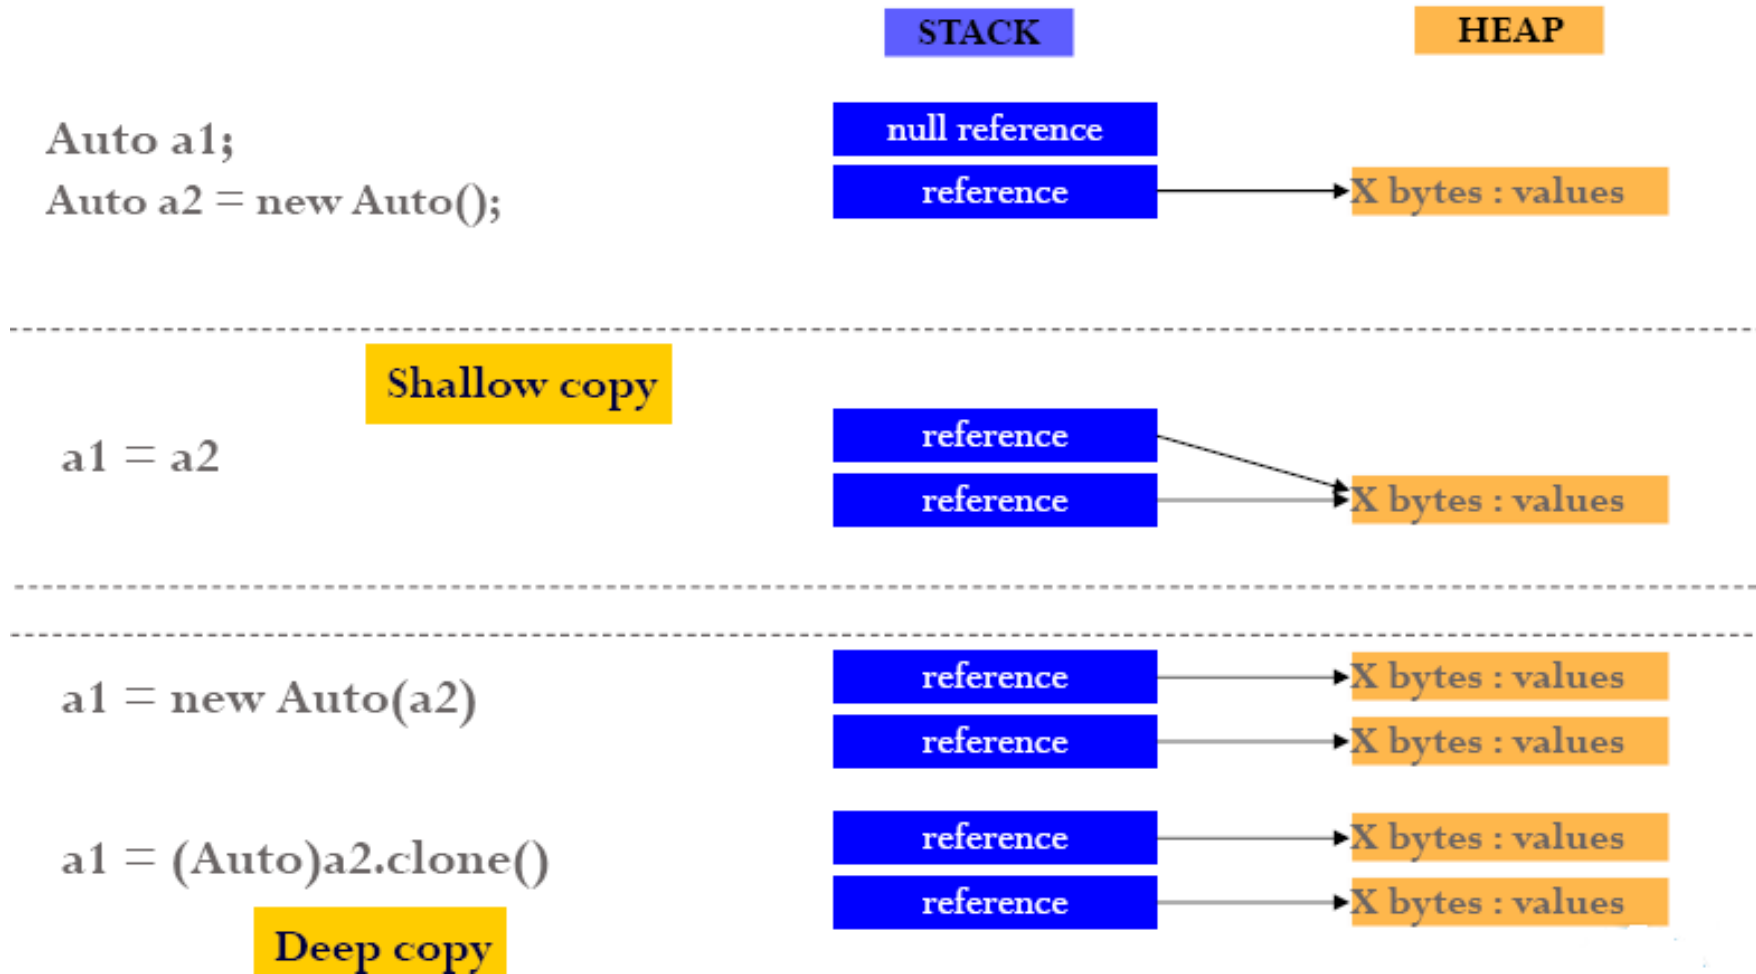 STACK
HEAP
Auto a1;
null reference
Auto a2 = new Auto();
reference
X bytes : values
Shallow copy
a1 = a2
reference
reference
X bytes : values
a1 = new Auto(a2)
reference
X bytes : values
reference
X bytes : values
a1 = (Auto)a2.clone()
reference
X bytes : values
reference
X bytes : values
Deep copy